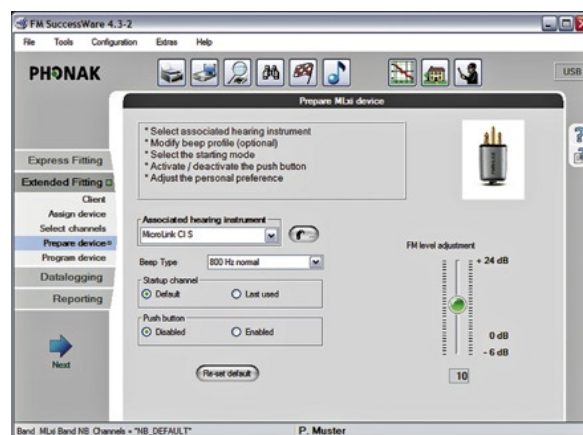 FM SuccessWare 4.3-2
File Tools Configuration Extras Help
PHONAK
USB
Prepare MLxi device
* Select associated hearing instrument
* Modify beep profile (optional)
* Select the starting mode
* Activate / deactivate the push button
* Adjust the personal preference
Express Fitting
Extended Fitting
Client
Assign device
Select channels
Prepare device
Program device
Datalogging
Reporting
Next
Associated hearing instrument
MicroLink CI S
Beep Type 800 Hz normal
Startup channel
Default Last used
Push button
Disabled Enabled
Re-set default
FM level adjustment
+ 24 dB
0 dB
- 6 dB
10
Band_MLxi Band NB_Channels = "NB_DEFAULT" P. Muster